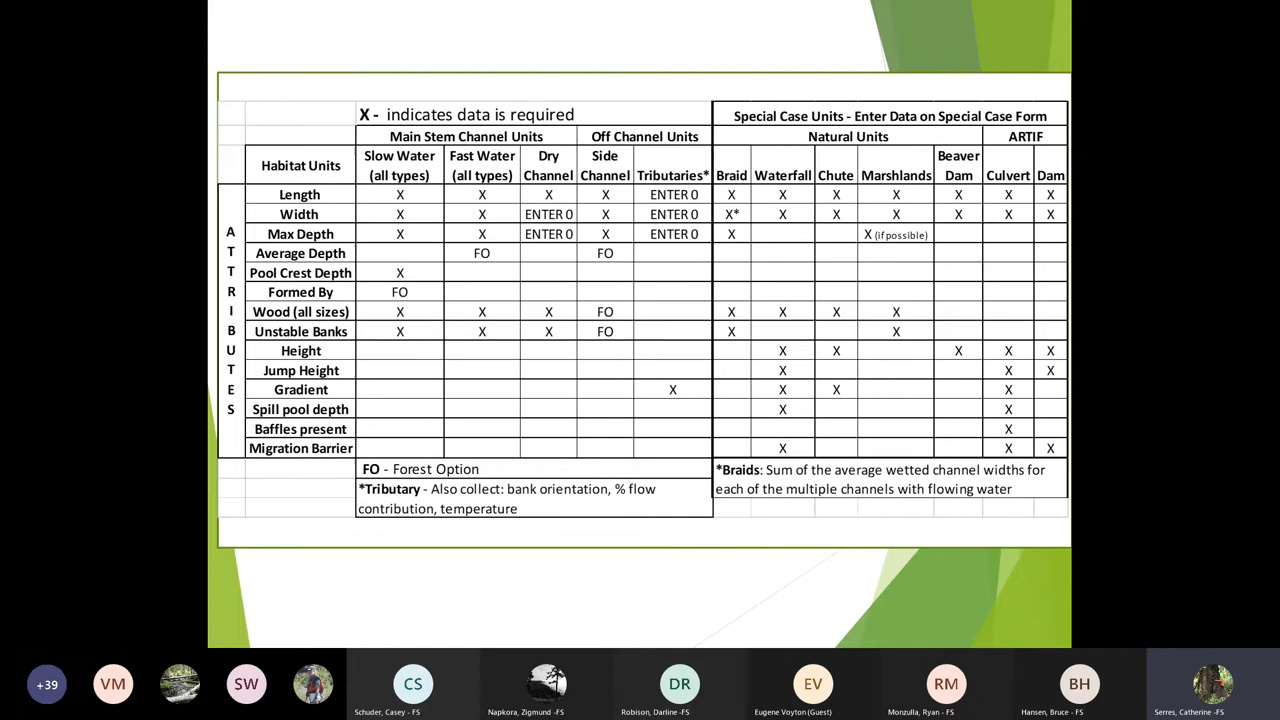 X - indicates data is required
Special Case Units - Enter Data on Special Case Form
Main Stem Channel Units Off Channel Units Natural Units ARTIF
Habitat Units Slow Water (all types) Fast Water (all types) Dry Channel Side Channel Tributaries* Braid Waterfall Chute Marshlands Beaver Dam Culvert Dam
ATTRIBUTES
Length X X X X ENTER 0 X X X X X X X
Width X X ENTER 0 X ENTER 0 X* X X X X X X
Max Depth X X ENTER 0 X ENTER 0 X X (if possible)
Average Depth FO FO
Pool Crest Depth X
Formed By FO
Wood (all sizes) X X X FO X X X X
Unstable Banks X X X FO X X
Height X X X X X
Jump Height X X X
Gradient X X X X
Spill pool depth X X
Baffles present X
Migration Barrier X X X
FO - Forest Option
*Tributary - Also collect: bank orientation, % flow
contribution, temperature
*Braids: Sum of the average wetted channel widths for
each of the multiple channels with flowing water
+39 VM SW CS DR EV RM BH
Schuder, Casey - FS Napkora, Zigmund -FS Robison, Darline -FS Eugene Voyton (Guest) Monzulla, Ryan - FS Hansen, Bruce - FS Serres, Catherine -FS